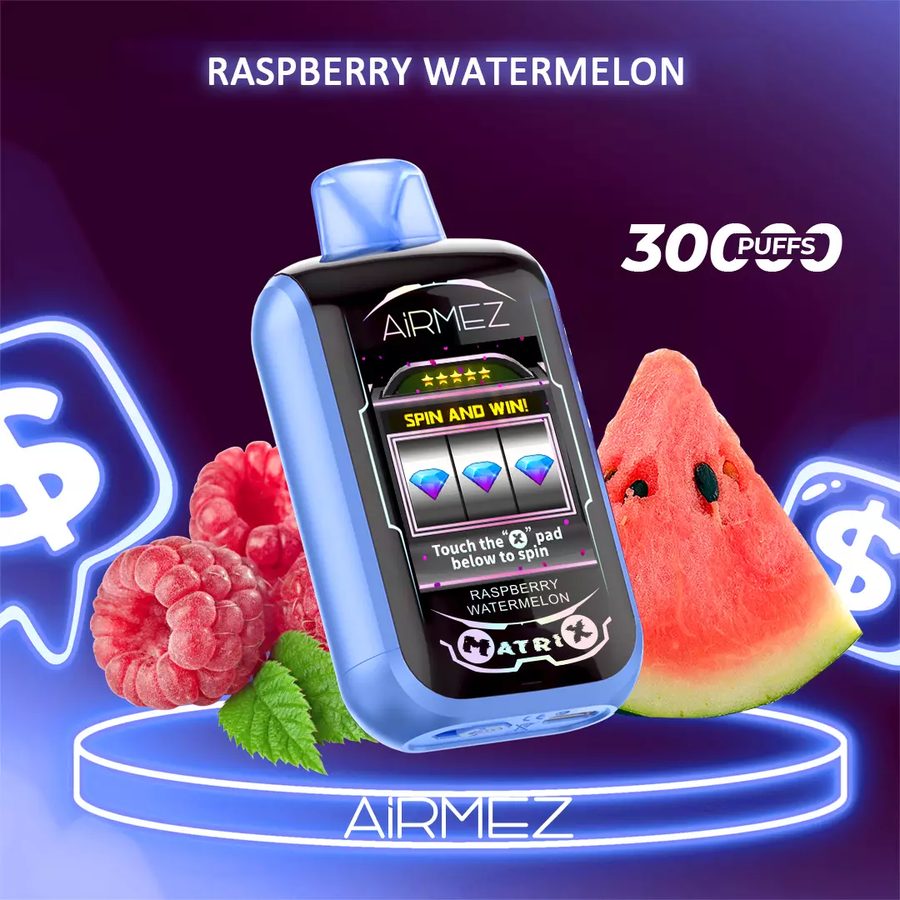 RASPBERRY WATERMELON
30000
PUFFS
AiRMEZ
SPIN AND WIN!
Touch the "X" pad
below to spin
RASPBERRY
WATERMELON
MATRiX
$
$
AiRMEZ